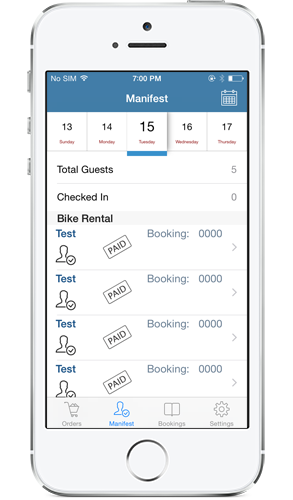 No SIM 7:00 PM
Manifest
13 14 15 16 17
Sunday Monday Tuesday Wednesday Thursday
Total Guests 5
Checked In 0
Bike Rental
Test Booking: 0000
PAID
Test Booking: 0000
PAID
Test Booking: 0000
PAID
Test Booking: 0000
PAID
Orders Manifest Bookings Settings